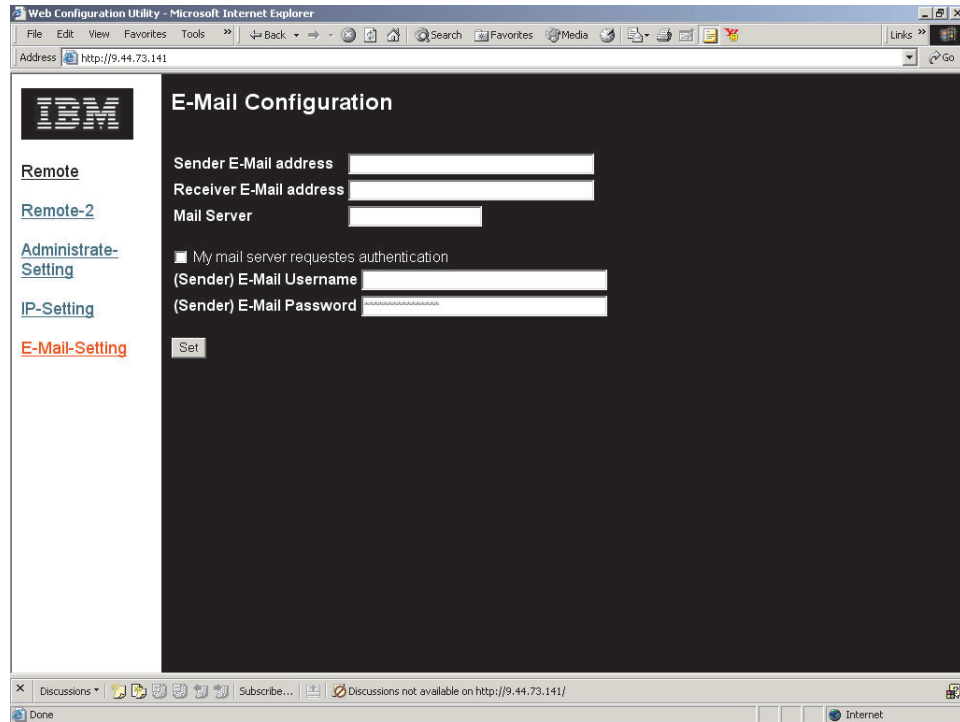 Web Configuration Utility - Microsoft Internet Explorer
File Edit View Favorites Tools » Back Search Favorites Media Links »
Address http://9.44.73.141 Go
IBM
E-Mail Configuration
Remote
Remote-2
Administrate-
Setting
IP-Setting
E-Mail-Setting
Sender E-Mail address
Receiver E-Mail address
Mail Server
My mail server requestes authentication
(Sender) E-Mail Username
(Sender) E-Mail Password ****************
Set
Discussions Subscribe... Discussions not available on http://9.44.73.141/
Done Internet